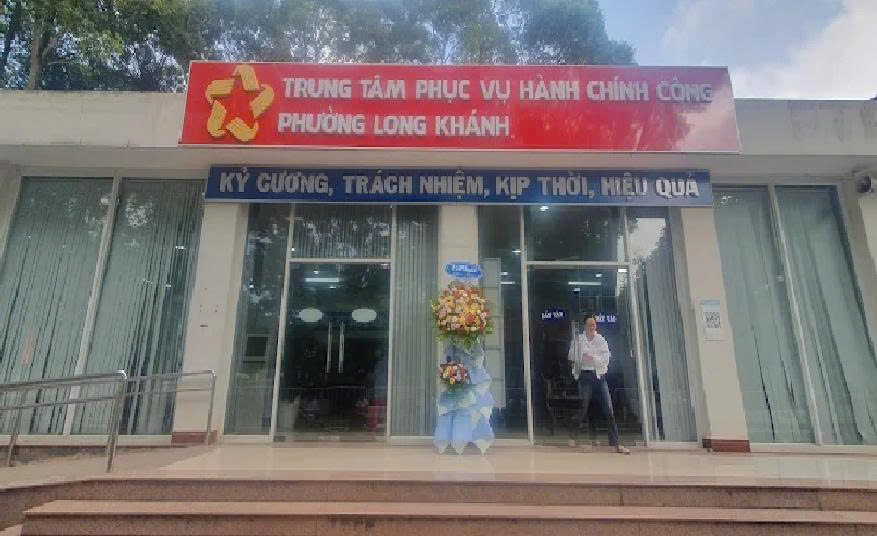 TRUNG TÂM PHỤC VỤ HÀNH CHÍNH CÔNG
PHƯỜNG LONG KHÁNH
KỶ CƯƠNG, TRÁCH NHIỆM, KỊP THỜI, HIỆU QUẢ